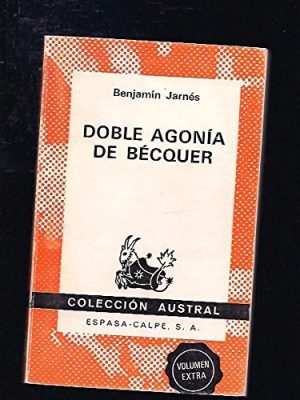 Benjamín Jarnés
DOBLE AGONÍA
DE BÉCQUER
COLECCIÓN AUSTRAL
ESPASA-CALPE, S. A.
VOLUMEN
EXTRA